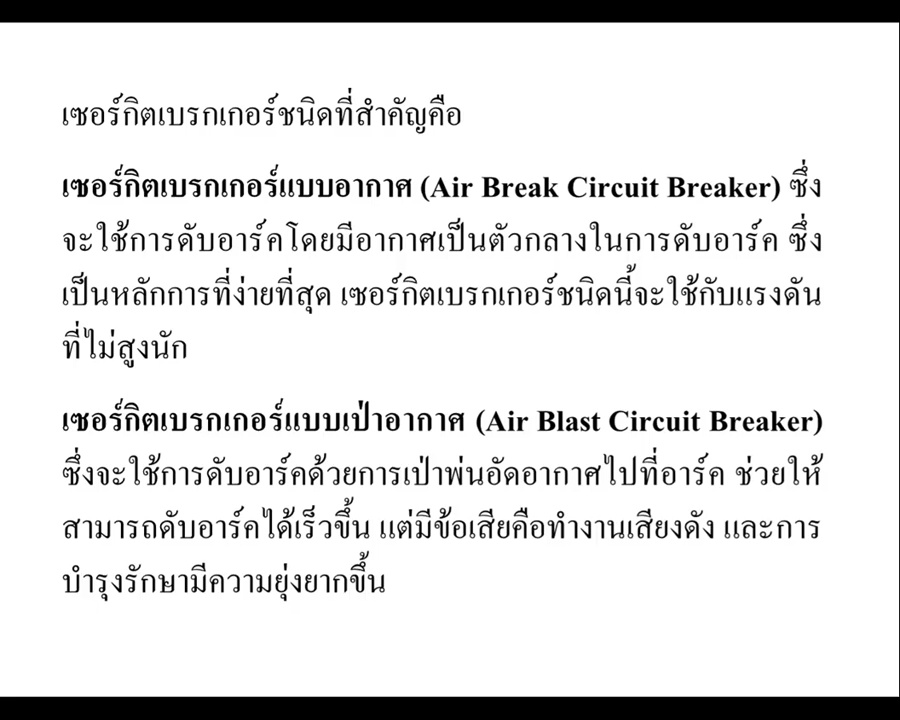 เซอร์กิตเบรกเกอร์ชนิดที่สำคัญคือ
เซอร์กิตเบรกเกอร์แบบอากาศ (Air Break Circuit Breaker) ซึ่ง
จะใช้การดับอาร์คโดยมีอากาศเป็นตัวกลางในการดับอาร์ค ซึ่ง
เป็นหลักการที่ง่ายที่สุด เซอร์กิตเบรกเกอร์ชนิดนี้จะใช้กับแรงดัน
ที่ไม่สูงนัก
เซอร์กิตเบรกเกอร์แบบเป่าอากาศ (Air Blast Circuit Breaker)
ซึ่งจะใช้การดับอาร์คด้วยการเป่าพ่นอัดอากาศไปที่อาร์ค ช่วยให้
สามารถดับอาร์คได้เร็วขึ้น แต่มีข้อเสียคือทำงานเสียงดัง และการ
บำรุงรักษามีความยุ่งยากขึ้น